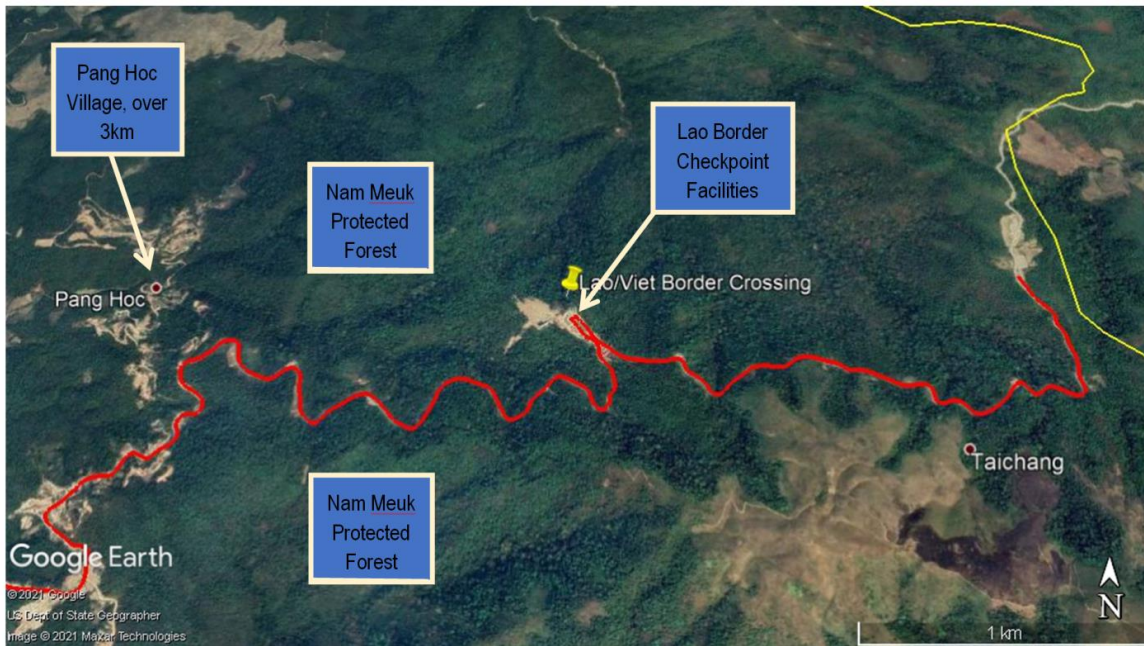 Pang Hoc
Village, over
3km
Nam Meuk
Protected
Forest
Lao Border
Checkpoint
Facilities
Lao/Viet Border Crossing
Pang Hoc
Taichang
Nam Meuk
Protected
Forest
Google Earth
© 2021 Google
US Dept of State Geographer
Image © 2021 Maxar Technologies
N
1 km